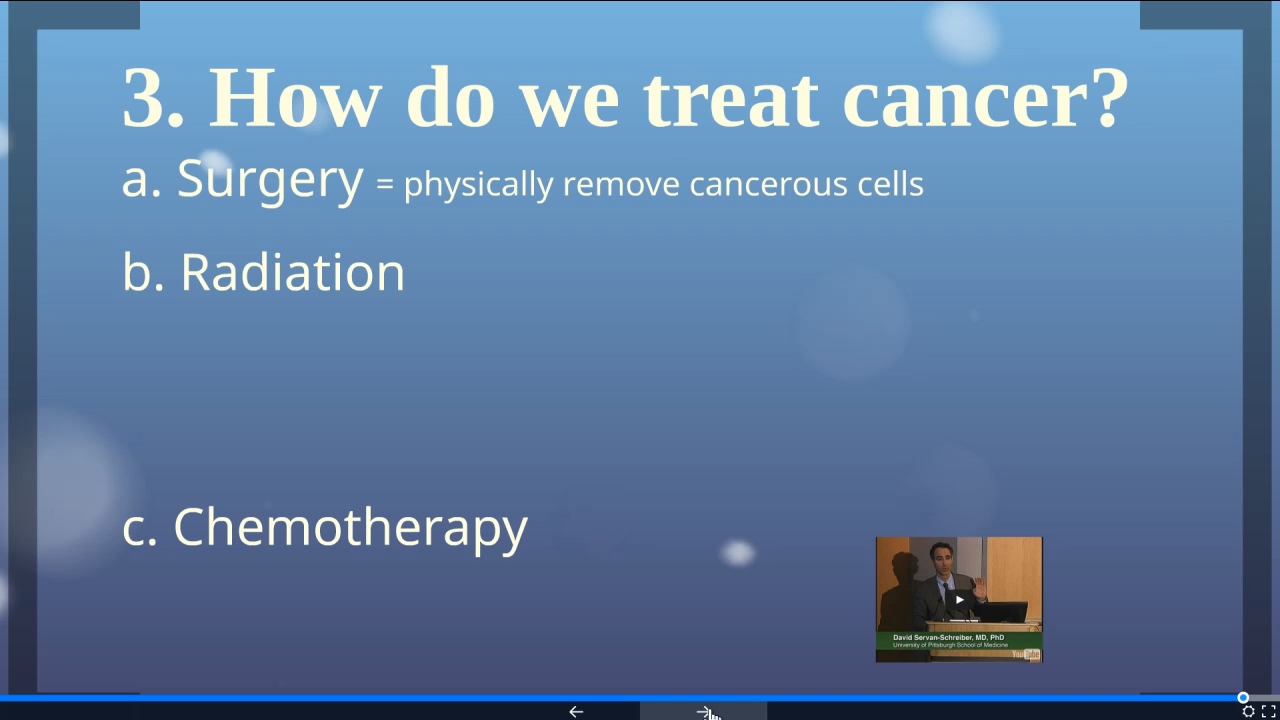 3. How do we treat cancer?
a. Surgery = physically remove cancerous cells
b. Radiation
c. Chemotherapy
David Servan-Schreiber, MD, PhD
University of Pittsburgh School of Medicine
YouTube